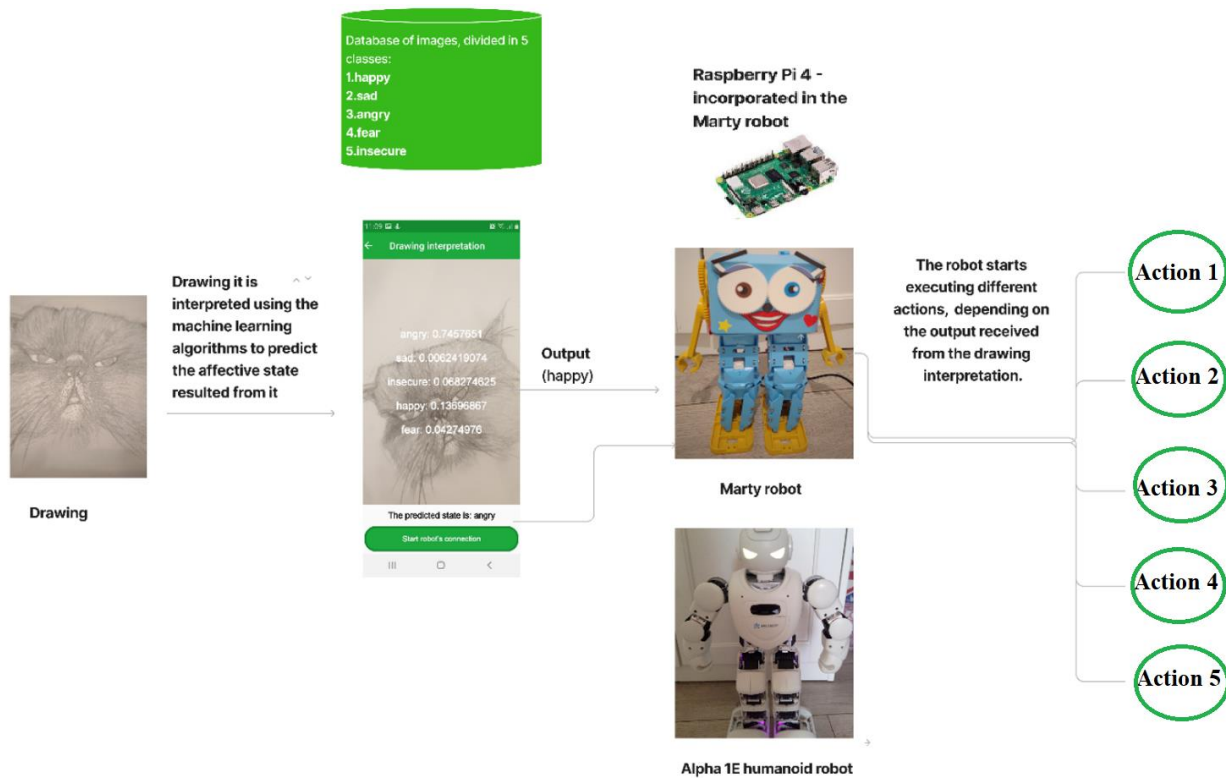 Database of images, divided in 5
classes:
1.happy
2.sad
3.angry
4.fear
5.insecure
Raspberry Pi 4 -
incorporated in the
Marty robot
Drawing it is
interpreted using the
machine learning
algorithms to predict
the affective state
resulted from it
Drawing
11:09
Drawing interpretation
angry: 0.7457651
sad: 0.0062419074
insecure: 0.068274625
happy: 0.13696867
fear: 0.04274976
The predicted state is: angry
Start robot's connection
Output
(happy)
Marty robot
Alpha 1E humanoid robot
The robot starts
executing different
actions, depending on
the output received
from the drawing
interpretation.
Action 1
Action 2
Action 3
Action 4
Action 5